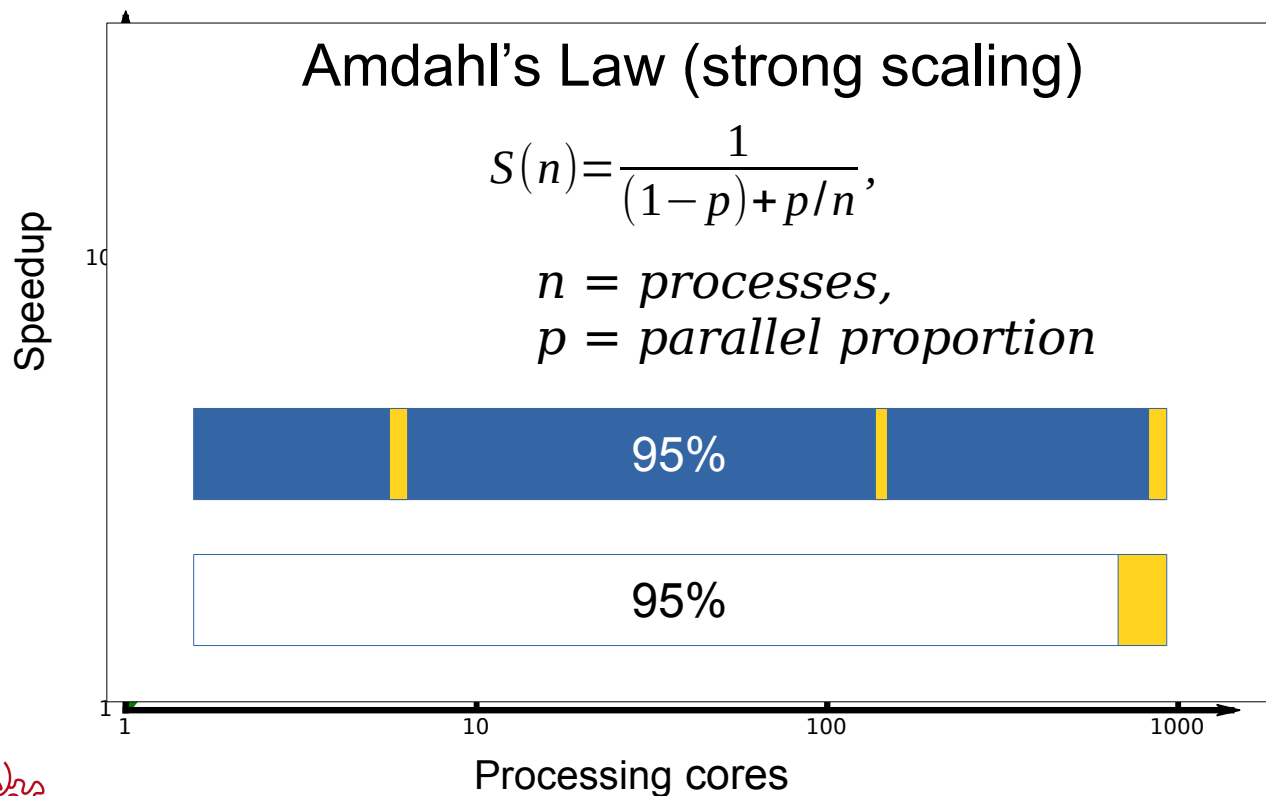 Amdahl’s Law (strong scaling)
S(n)=1/((1−p)+p/n),
n = processes,
p = parallel proportion
Speedup
10
95%
95%
1
1 10 100 1000
Processing cores